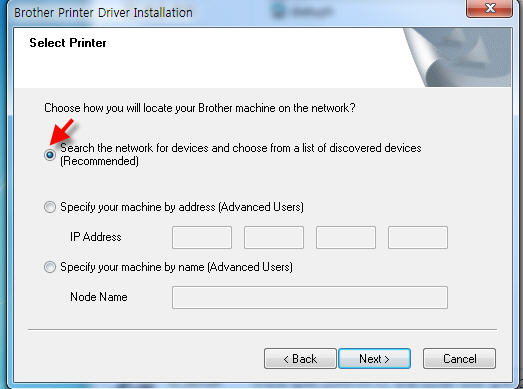 Brother Printer Driver Installation
Select Printer
Choose how you will locate your Brother machine on the network?
Search the network for devices and choose from a list of discovered devices
(Recommended)
Specify your machine by address (Advanced Users)
IP Address
Specify your machine by name (Advanced Users)
Node Name
< Back
Next >
Cancel